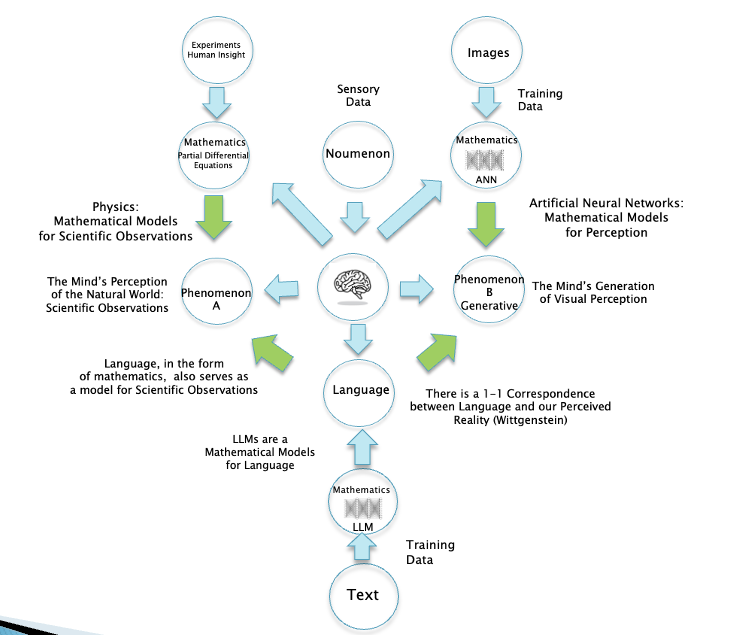 Experiments
Human Insight
Images
Sensory
Data
Training
Data
Mathematics
Partial Differential
Equations
Noumenon
Mathematics
ANN
Physics:
Mathematical Models
for Scientific Observations
Artificial Neural Networks:
Mathematical Models
for Perception
The Mind's Perception
of the Natural World:
Scientific Observations
Phenomenon
A
Phenomenon
B
Generative
The Mind's Generation
of Visual Perception
Language, in the form
of mathematics, also serves as
a model for Scientific Observations
Language
There is a 1-1 Correspondence
between Language and our Perceived
Reality (Wittgenstein)
LLMs are a
Mathematical Models
for Language
Mathematics
LLM
Training
Data
Text